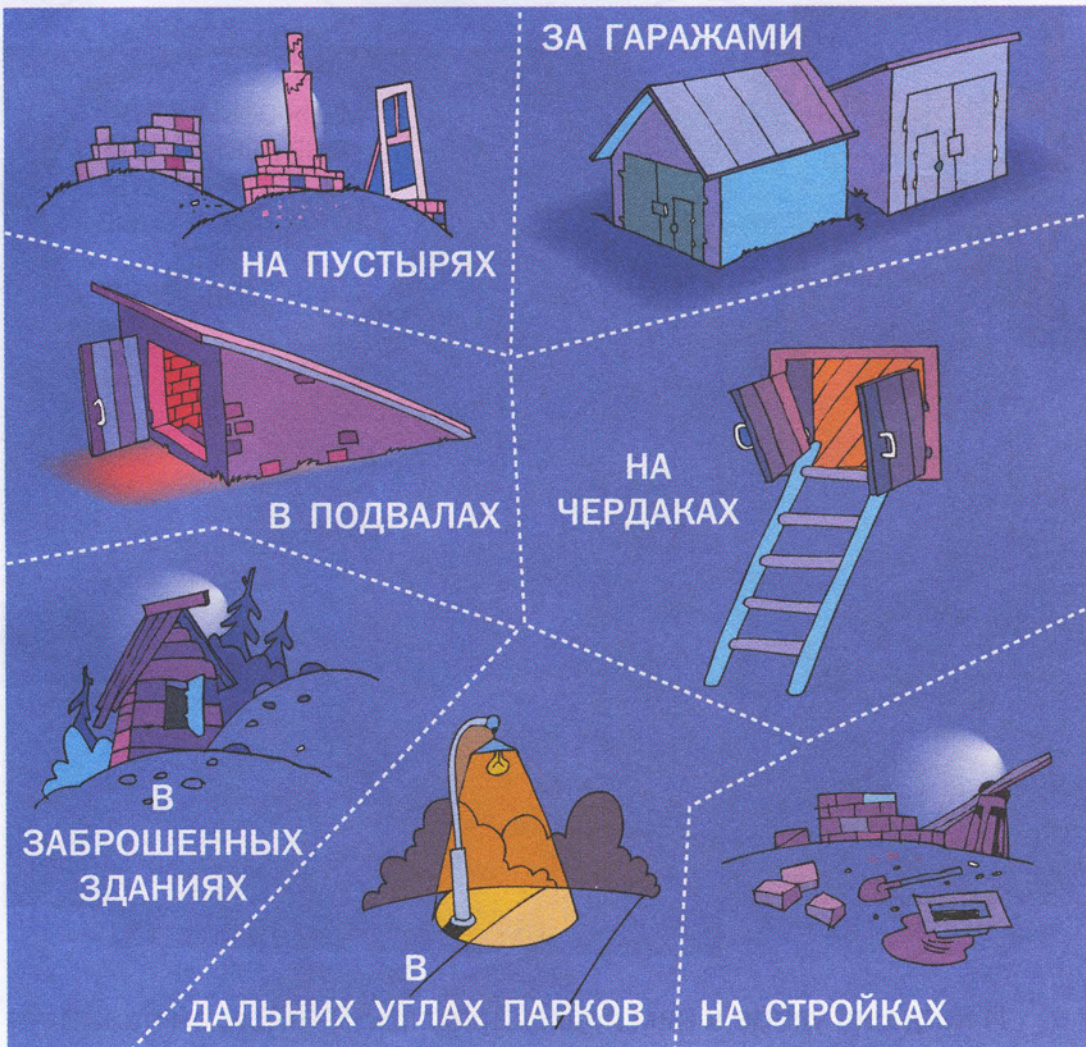 ЗА ГАРАЖАМИ
НА ПУСТЫРЯХ
В ПОДВАЛАХ
НА
ЧЕРДАКАХ
В
ЗАБРОШЕННЫХ
ЗДАНИЯХ
В
ДАЛЬНИХ УГЛАХ ПАРКОВ
НА СТРОЙКАХ